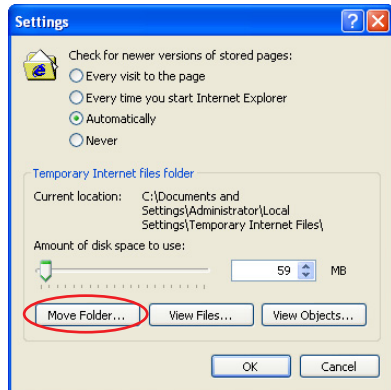 Settings
Check for newer versions of stored pages:
Every visit to the page
Every time you start Internet Explorer
Automatically
Never
Temporary Internet files folder
Current location: C:\Documents and
Settings\Administrator\Local
Settings\Temporary Internet Files\
Amount of disk space to use:
59 MB
Move Folder... View Files... View Objects...
OK Cancel